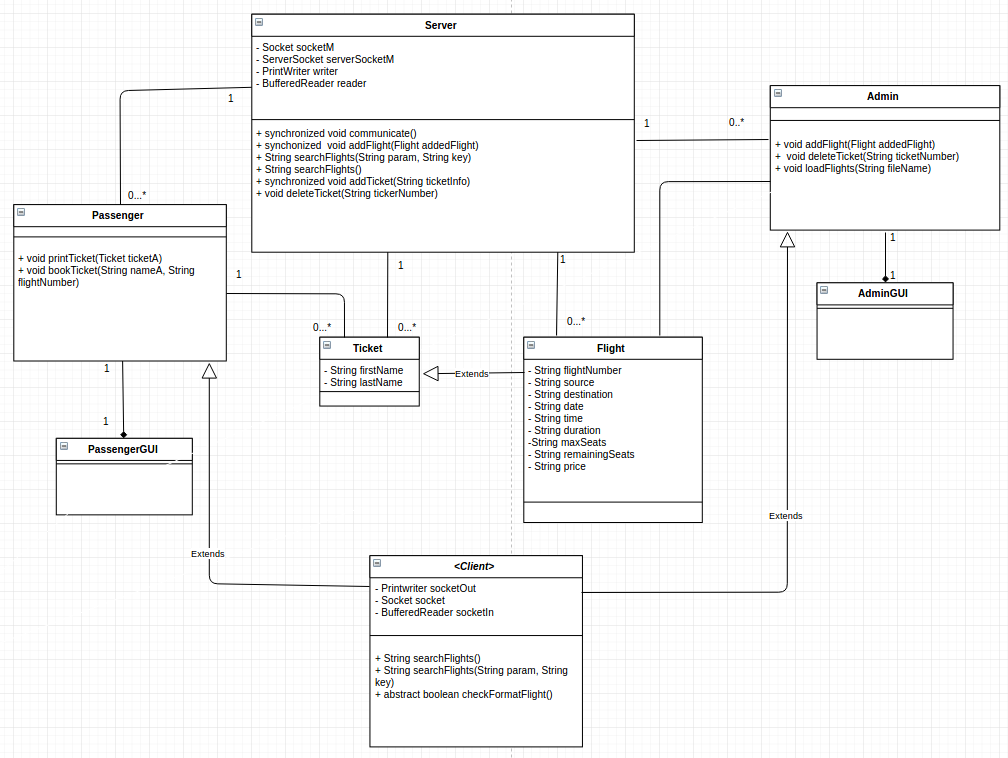 Server
- Socket socketM
- ServerSocket serverSocketM
- PrintWriter writer
- BufferedReader reader
+ synchronized void communicate()
+ synchonized  void addFlight(Flight addedFlight)
+ String searchFlights(String param, String key)
+ String searchFlights()
+ synchronized void addTicket(String ticketInfo)
+ void deleteTicket(String tickerNumber)
1
0...*
1
0..*
Admin
+ void addFlight(Flight addedFlight)
+  void deleteTicket(String ticketNumber)
+ void loadFlights(String fileName)
Passenger
+ void printTicket(Ticket ticketA)
+ void bookTicket(String nameA, String
flightNumber)
1
0...*
1
0...*
1
0...*
1
1
AdminGUI
Ticket
- String firstName
- String lastName
Extends
Flight
- String flightNumber
- String source
- String destination
- String date
- String time
- String duration
-String maxSeats
- String remainingSeats
- String price
1
1
PassengerGUI
Extends
Extends
<Client>
- Printwriter socketOut
- Socket socket
- BufferedReader socketIn
+ String searchFlights()
+ String searchFlights(String param, String
key)
+ abstract boolean checkFormatFlight()